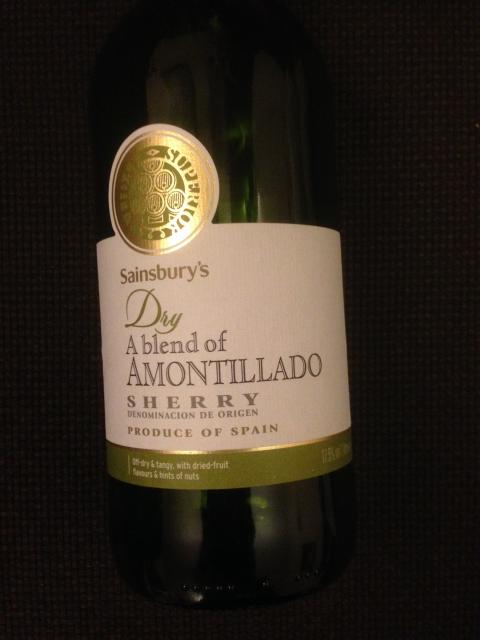 SUPERIOR
Sainsbury's
Dry
A blend of
AMONTILLADO
SHERRY
DENOMINACION DE ORIGEN
PRODUCE OF SPAIN
Off-dry & tangy, with dried-fruit
flavours & hints of nuts